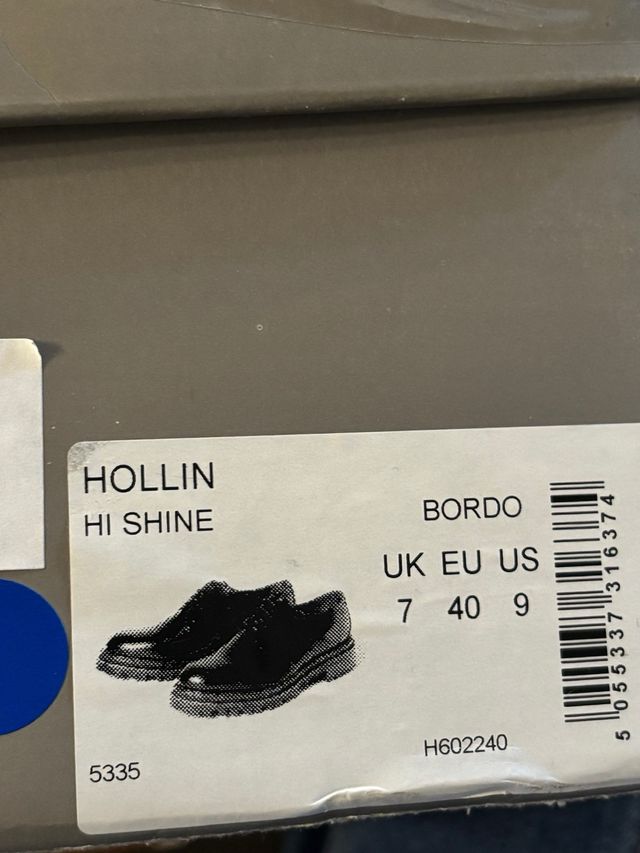 HOLLIN
HI SHINE
BORDO
UK EU US
7 40 9
5 055337 316374
H602240
5335